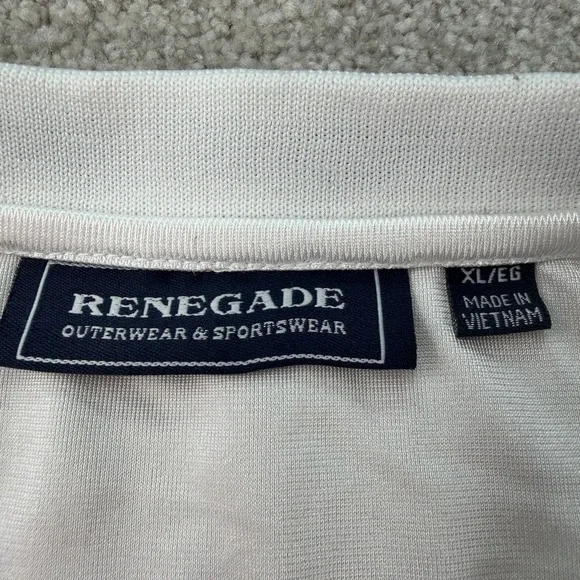 RENEGADE
OUTERWEAR & SPORTSWEAR
XL/EG
MADE IN
VIETNAM